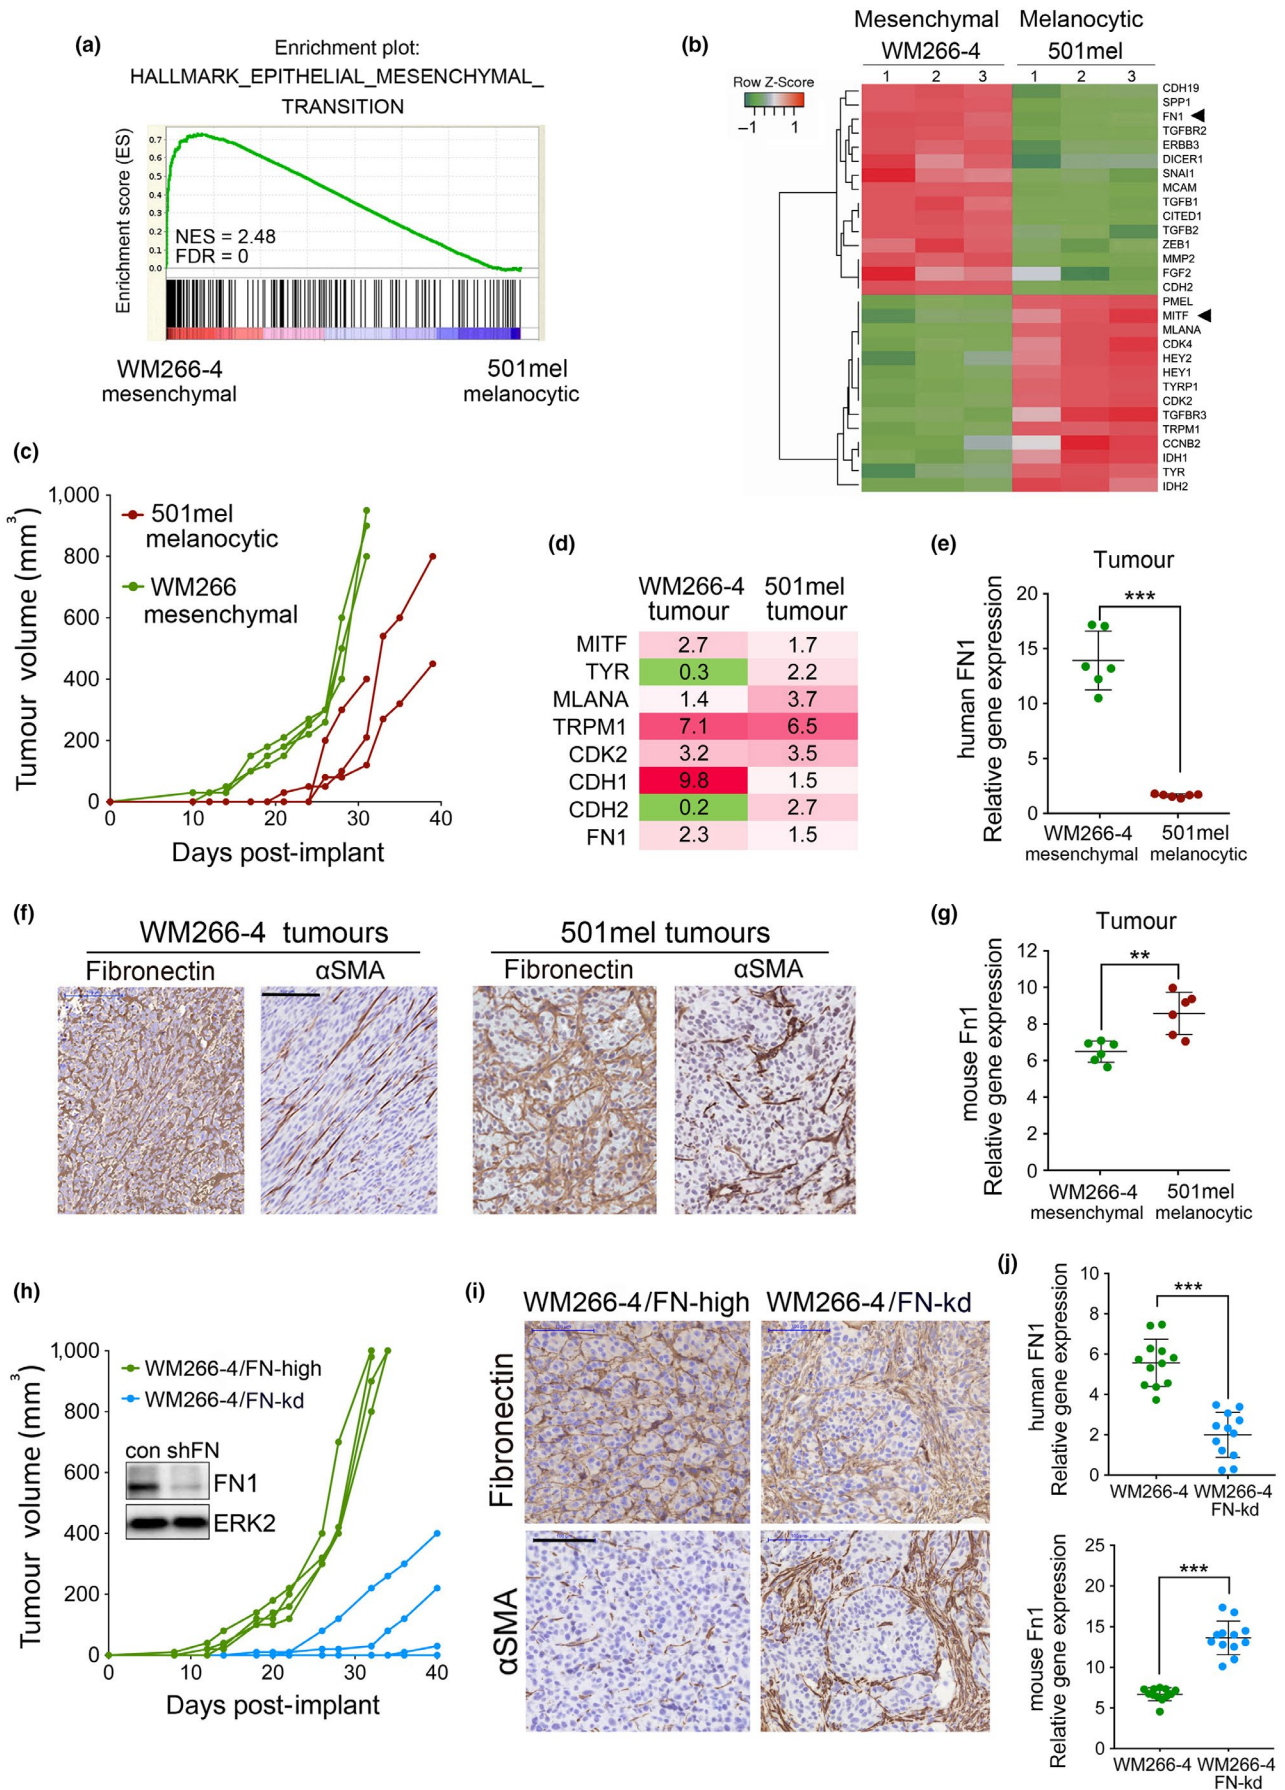 (a)
Enrichment plot:
HALLMARK_EPITHELIAL_MESENCHYMAL_
TRANSITION
Enrichment score (ES)
0.7
0.6
0.5
0.4
0.3
0.2
0.1
0.0
NES = 2.48
FDR = 0
WM266-4
mesenchymal
501mel
melanocytic
(b)
Mesenchymal Melanocytic
WM266-4 501mel
1 2 3 1 2 3
Row Z-Score
−1 1
CDH19
SPP1
FN1
TGFBR2
ERBB3
DICER1
SNAI1
MCAM
TGFB1
CITED1
TGFB2
ZEB1
MMP2
FGF2
CDH2
PMEL
MITF
MLANA
CDK4
HEY2
HEY1
TYRP1
CDK2
TGFBR3
TRPM1
CCNB2
IDH1
TYR
IDH2
(c)
Tumour volume (mm3)
1,000
800
600
400
200
0
501mel
melanocytic
WM266
mesenchymal
0 10 20 30 40
Days post-implant
(d)
WM266-4 501mel
tumour tumour
MITF 2.7 1.7
TYR 0.3 2.2
MLANA 1.4 3.7
TRPM1 7.1 6.5
CDK2 3.2 3.5
CDH1 9.8 1.5
CDH2 0.2 2.7
FN1 2.3 1.5
(e)
Tumour
human FN1
Relative gene expression
20
15
10
5
0
***
WM266-4 501mel
mesenchymal melanocytic
(f)
WM266-4 tumours
Fibronectin αSMA
501mel tumours
Fibronectin αSMA
(g)
Tumour
mouse Fn1
Relative gene expression
12
10
8
6
4
2
0
**
WM266-4 501mel
mesenchymal melanocytic
(h)
Tumour volume (mm3)
1,000
800
600
400
200
0
WM266-4/FN-high
WM266-4/FN-kd
con shFN
FN1
ERK2
0 10 20 30 40
Days post-implant
(i)
WM266-4/FN-high WM266-4/FN-kd
Fibronectin
αSMA
(j)
human FN1
Relative gene expression
10
8
6
4
2
0
***
WM266-4 WM266-4
FN-kd
mouse Fn1
Relative gene expression
25
20
15
10
5
0
***
WM266-4 WM266-4
FN-kd